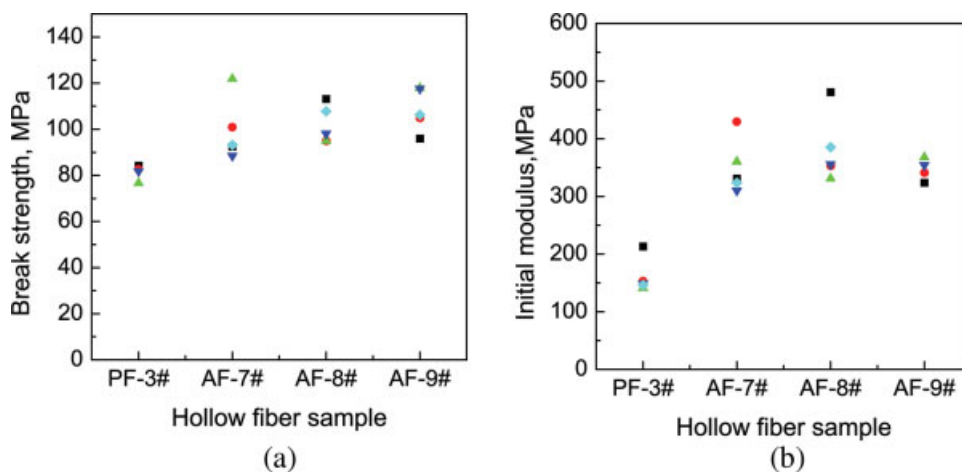 140
120
100
80
60
40
20
0
Break strength, MPa
PF-3# AF-7# AF-8# AF-9#
Hollow fiber sample
(a)
600
500
400
300
200
100
0
Initial modulus,MPa
PF-3# AF-7# AF-8# AF-9#
Hollow fiber sample
(b)